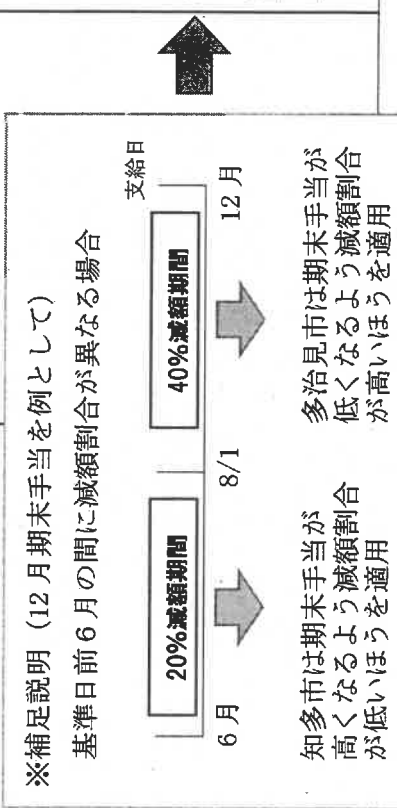 ※補足説明（12月期末手当を例として）
基準日前6月の間に減額割合が異なる場合
支給日
20%減額期間
40%減額期間
6月
8/1
12月
知多市は期末手当が
高くなるよう減額割合
が低いほうを適用
多治見市は期末手当が
低くなるよう減額割合
が高いほうを適用